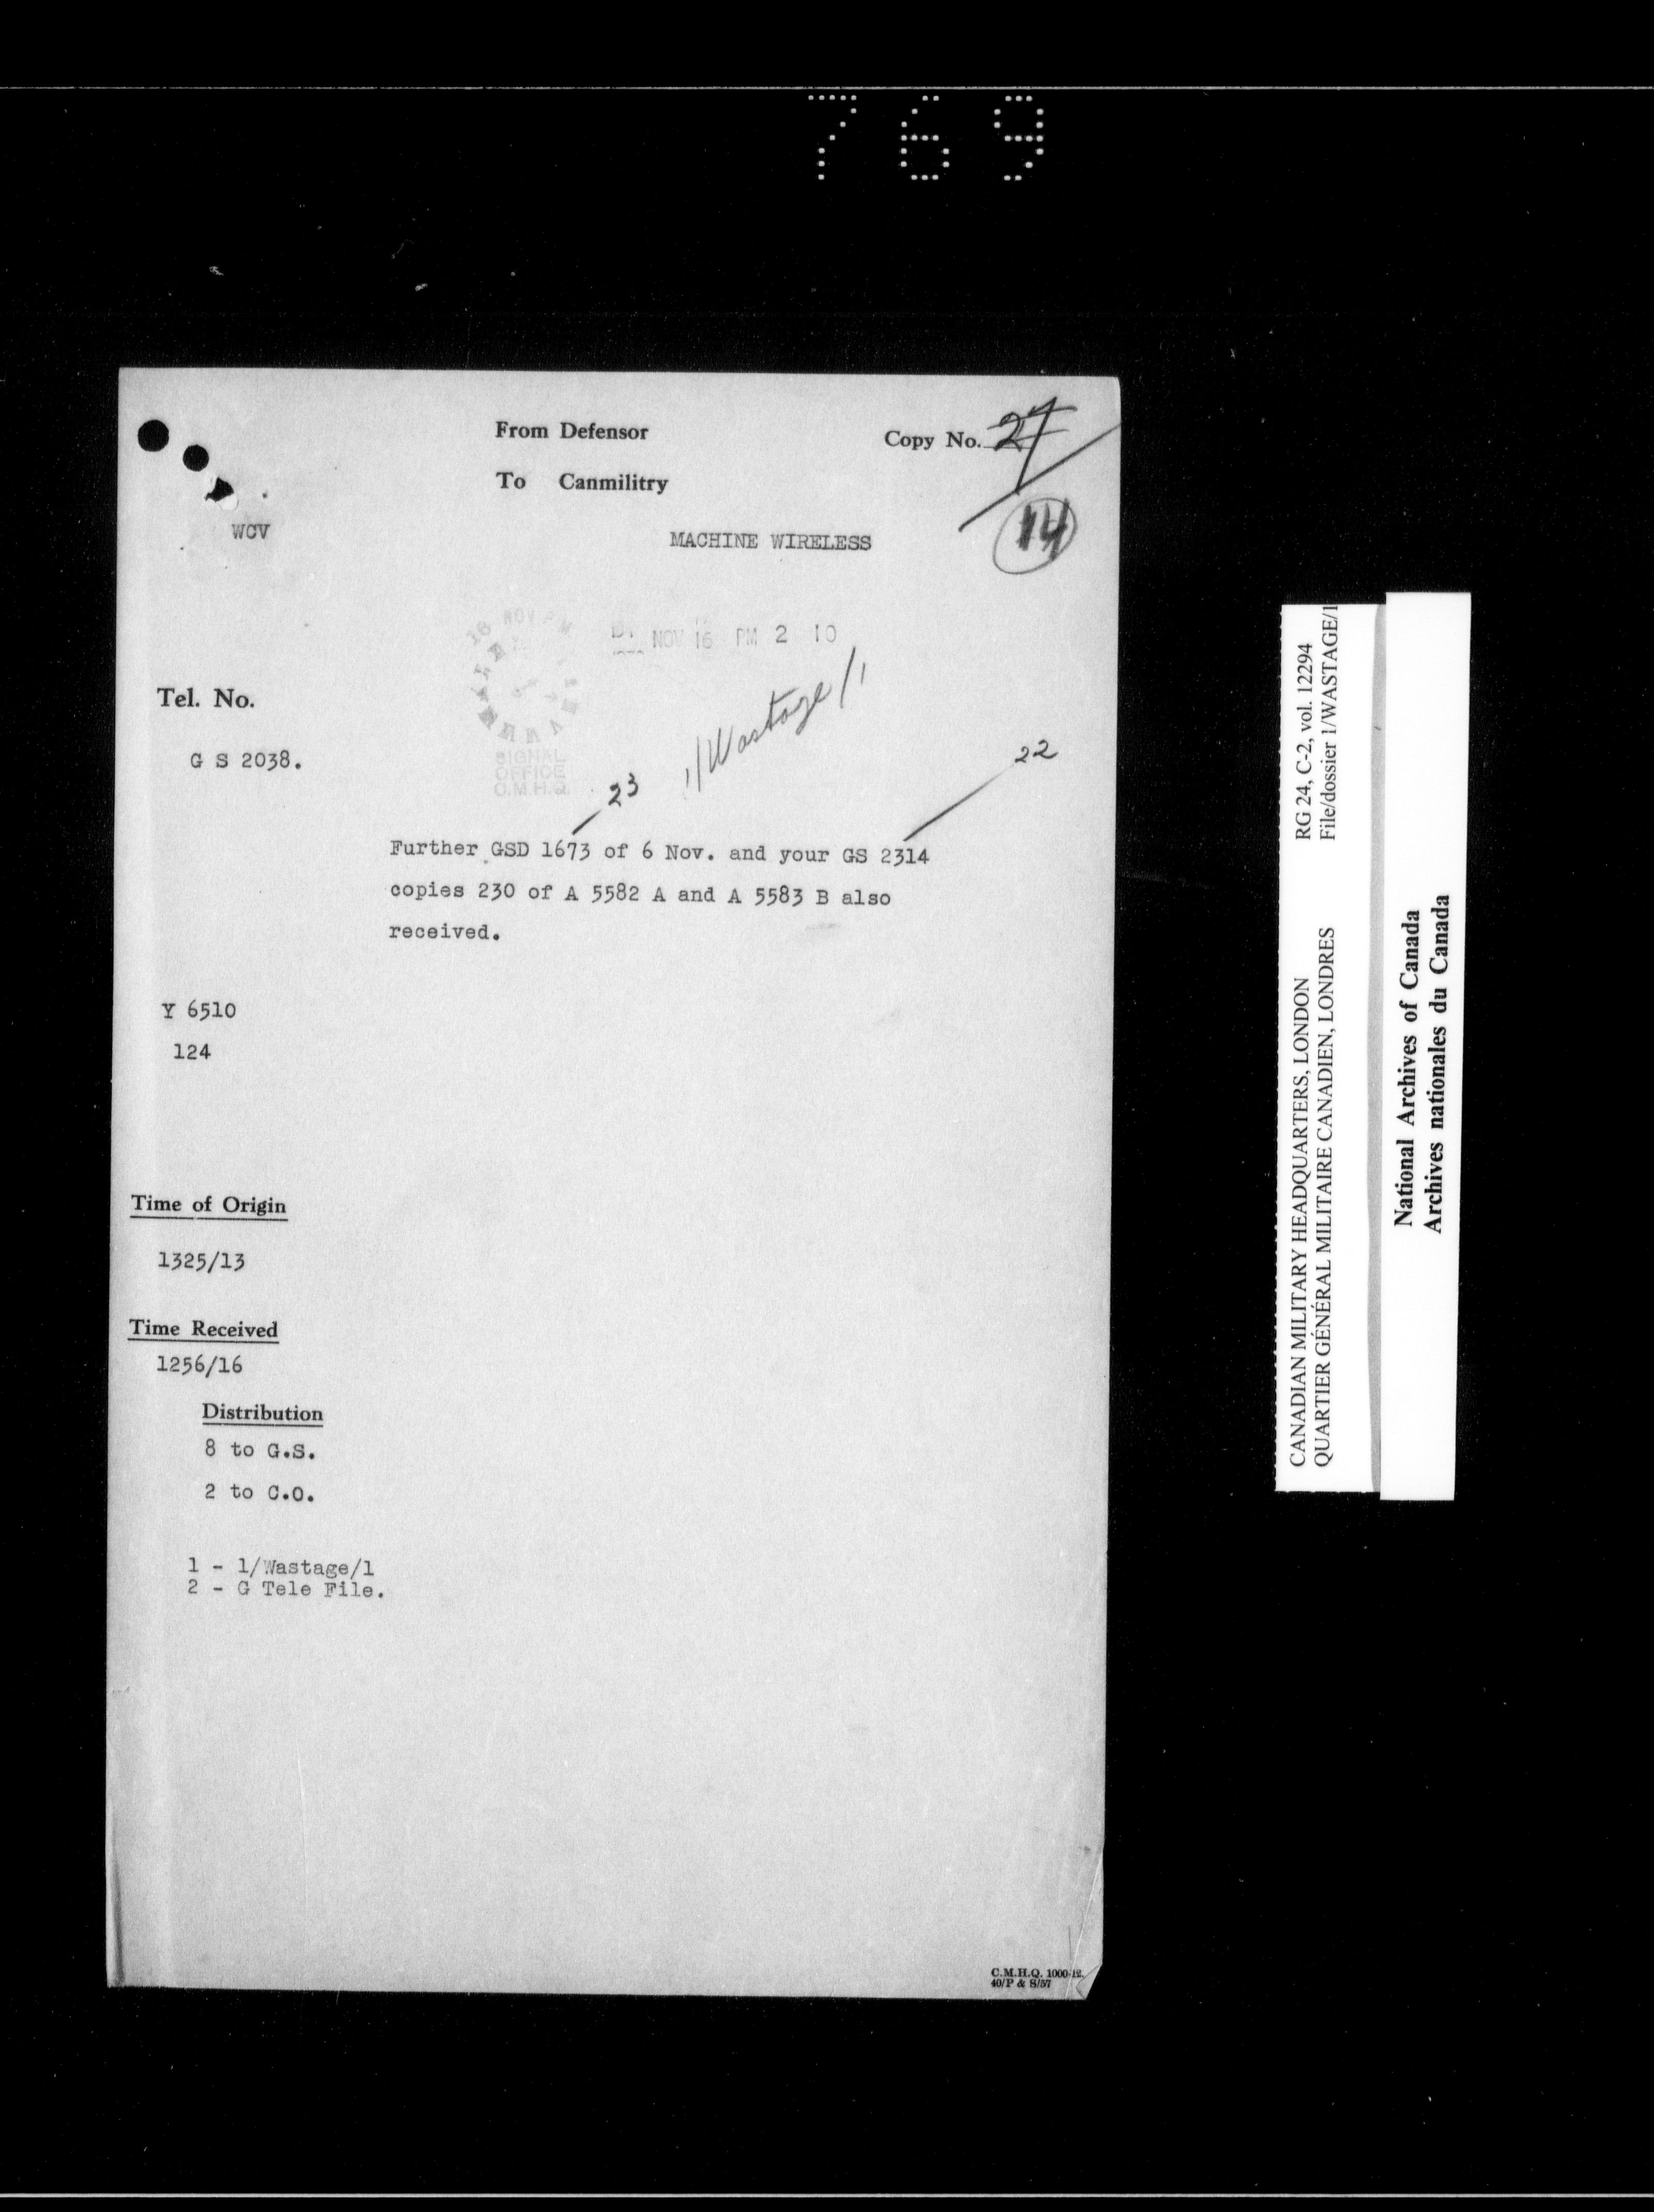 769
From Defensor
Copy No. 27
To Canmilitry
14
WCV
MACHINE WIRELESS
16 NOV PM
NOV 16 PM 2 10
Tel. No.
1/Wastage/1
G S 2038.
SIGNAL
OFFICE
C.M.H.Q.
23
22
Further GSD 1673 of 6 Nov. and your GS 2314
copies 230 of A 5582 A and A 5583 B also
received.
Y 6510
124
Time of Origin
1325/13
Time Received
1256/16
Distribution
8 to G.S.
2 to C.O.
1 - 1/Wastage/1
2 - G Tele File.
C.M.H.Q. 1000-12.
40/P & S/57
CANADIAN MILITARY HEADQUARTERS, LONDON RG 24, C-2, vol. 12294
QUARTIER GÉNÉRAL MILITAIRE CANADIEN, LONDRES File/dossier 1/WASTAGE/1
National Archives of Canada
Archives nationales du Canada